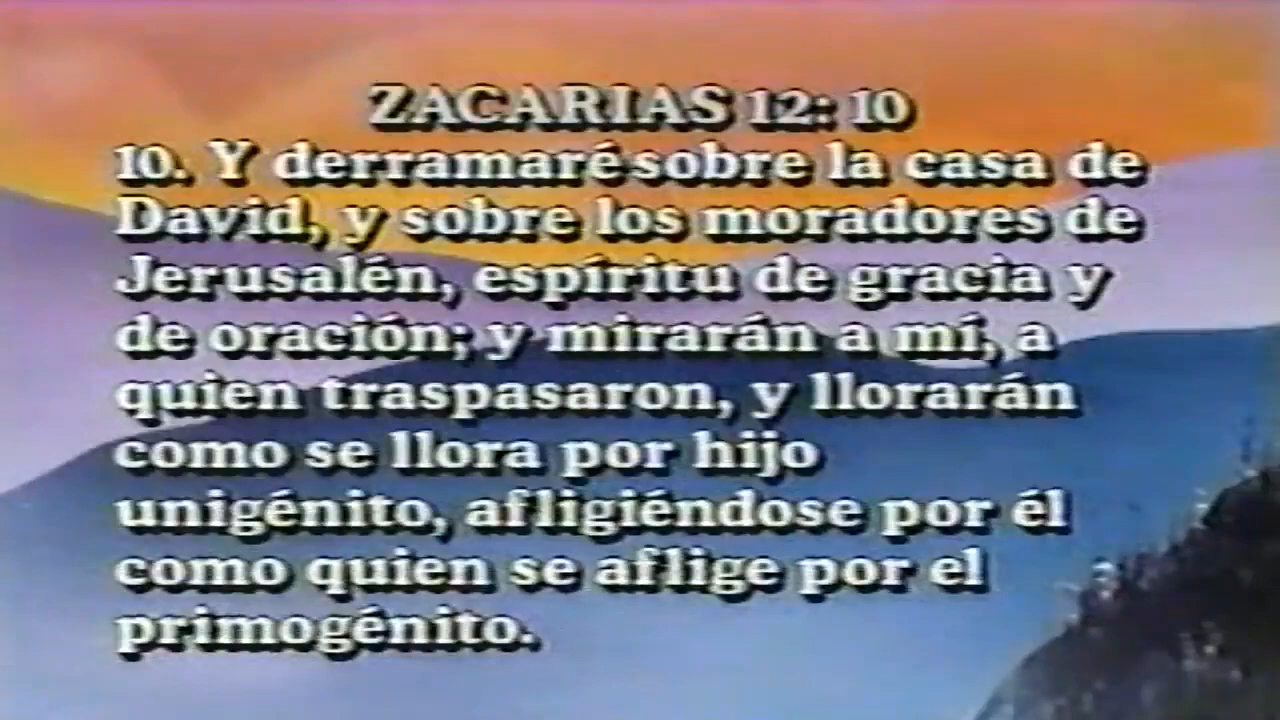 ZACARIAS 12: 10
10. Y derramaré sobre la casa de
David, y sobre los moradores de
Jerusalén, espíritu de gracia y
de oración; y mirarán a mí, a
quien traspasaron, y llorarán
como se llora por hijo
unigénito, afligiéndose por él
como quien se aflige por el
primogénito.